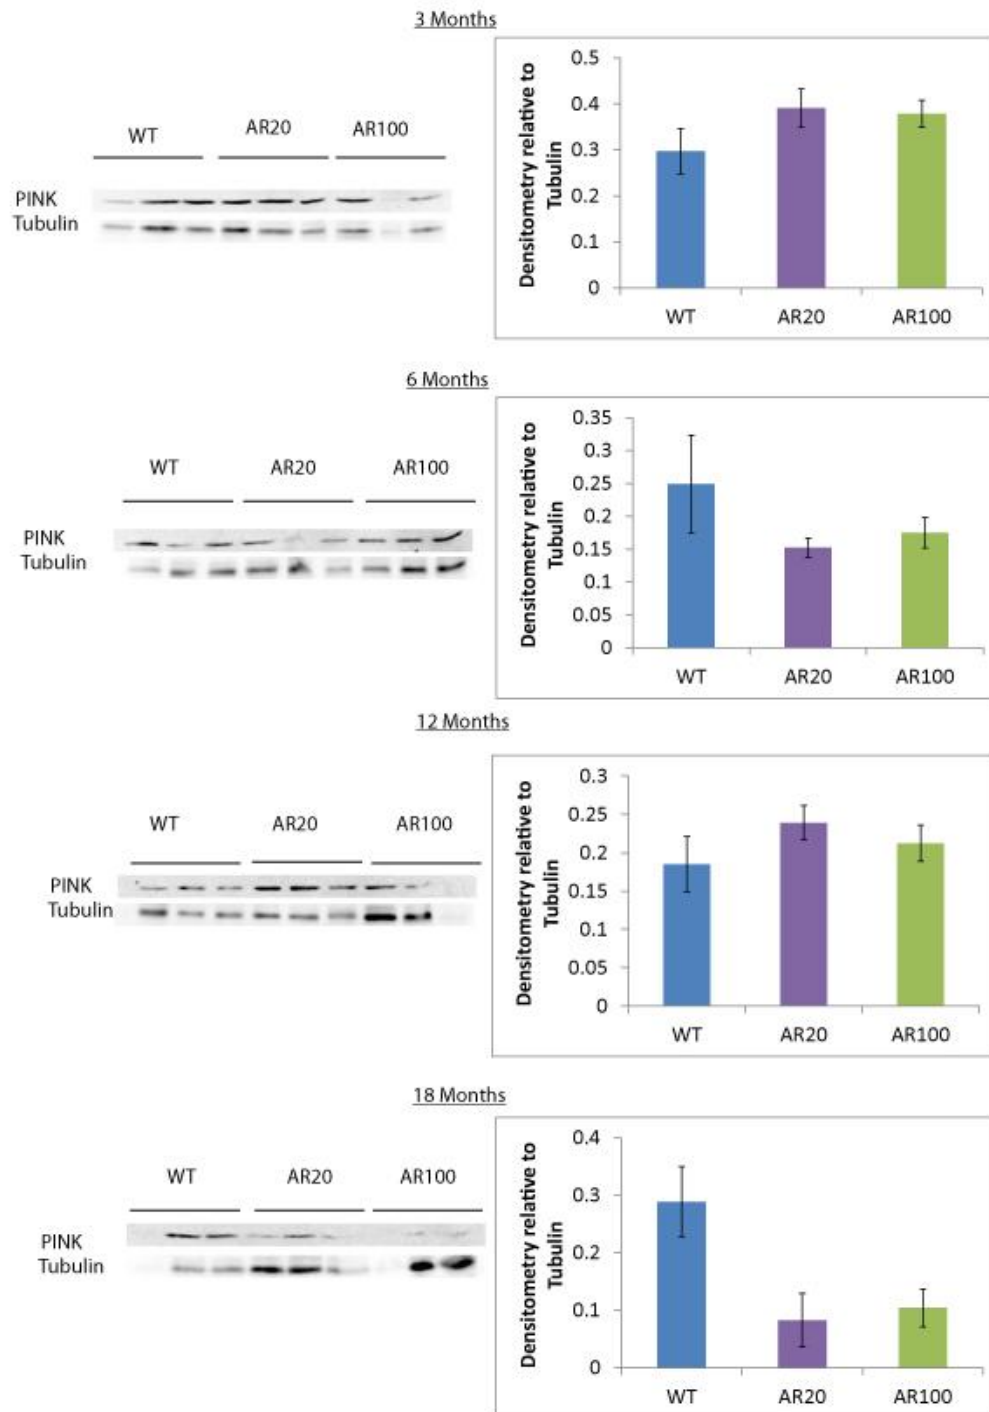 3 Months
WT AR20 AR100
PINK
Tubulin
Densitometry relative to
Tubulin
0.5
0.4
0.3
0.2
0.1
0
WT AR20 AR100
6 Months
WT AR20 AR100
PINK
Tubulin
Densitometry relative to
Tubulin
0.35
0.3
0.25
0.2
0.15
0.1
0.05
0
WT AR20 AR100
12 Months
WT AR20 AR100
PINK
Tubulin
Densitometry relative to
Tubulin
0.3
0.25
0.2
0.15
0.1
0.05
0
WT AR20 AR100
18 Months
WT AR20 AR100
PINK
Tubulin
Densitometry relative to
Tubulin
0.4
0.3
0.2
0.1
0
WT AR20 AR100